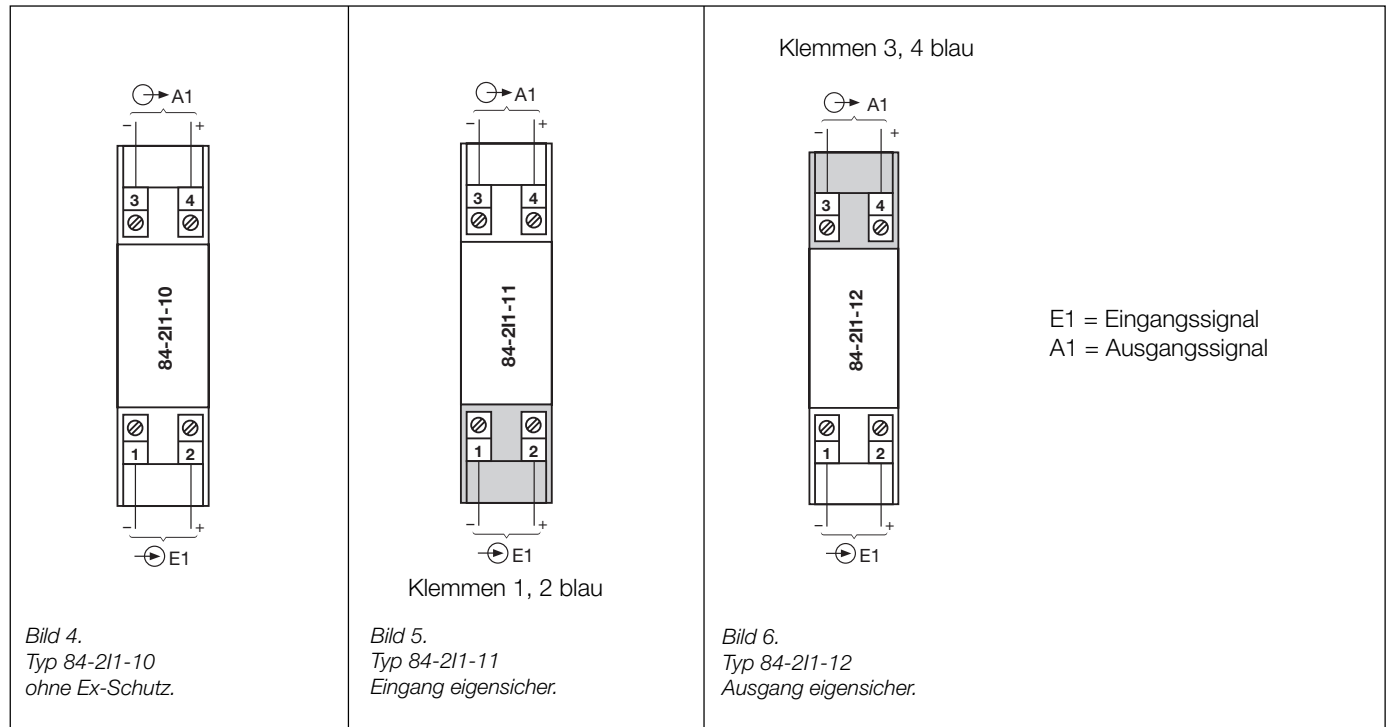 A1
– +
3 4
84-2I1-10
1 2
– +
E1
Bild 4.
Typ 84-2I1-10
ohne Ex-Schutz.
A1
– +
3 4
84-2I1-11
1 2
– +
E1
Klemmen 1, 2 blau
Bild 5.
Typ 84-2I1-11
Eingang eigensicher.
Klemmen 3, 4 blau
A1
– +
3 4
84-2I1-12
1 2
– +
E1
E1 = Eingangssignal
A1 = Ausgangssignal
Bild 6.
Typ 84-2I1-12
Ausgang eigensicher.